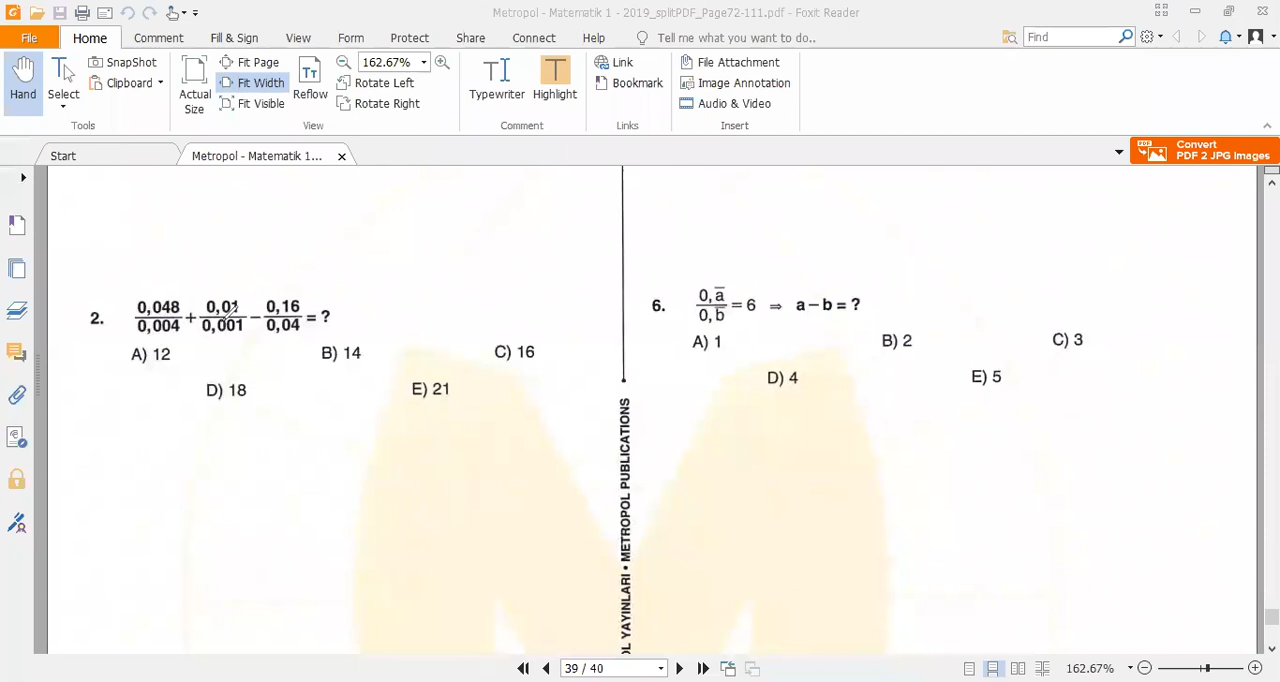 Metropol - Matematik 1 - 2019_splitPDF_Page72-111.pdf - Foxit Reader
File Home Comment Fill & Sign View Form Protect Share Connect Help Tell me what you want to do.. Find
SnapShot Fit Page 162.67% Link File Attachment
Clipboard Fit Width Rotate Left Bookmark Image Annotation
Hand Select Actual Size Fit Visible Reflow Rotate Right Typewriter Highlight Audio & Video
Tools View Comment Links Insert
Start Metropol - Matematik 1...
Convert
PDF 2 JPG Images
2. 0,048/0,004 + 0,01/0,001 − 0,16/0,04 = ?
A) 12 B) 14 C) 16
D) 18 E) 21
6. 0,a̅/0,b̅ = 6 ⇒ a − b = ?
A) 1 B) 2 C) 3
D) 4 E) 5
YAYINLARI • METROPOL PUBLICATIONS
39 / 40 162.67%